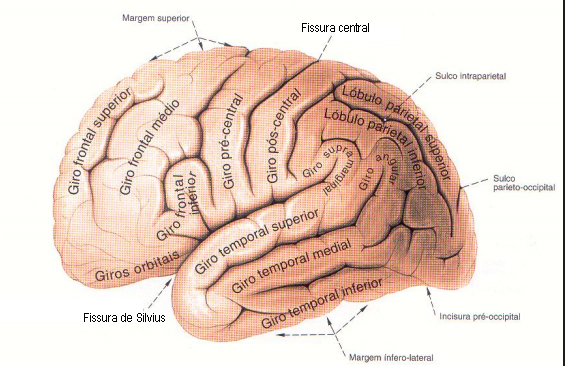 Margem superior
Fissura central
Sulco intraparietal
Lóbulo parietal superior
Lóbulo parietal inferior
Giro frontal superior
Giro frontal médio
Giro pré-central
Giro pós-central
Giro supra
marginal
Giro angular
Giro frontal
inferior
Sulco
parieto-occipital
Giro temporal superior
Giros orbitais
Giro temporal medial
Giro temporal inferior
Fissura de Silvius
Incisura pré-occipital
Margem ínfero-lateral